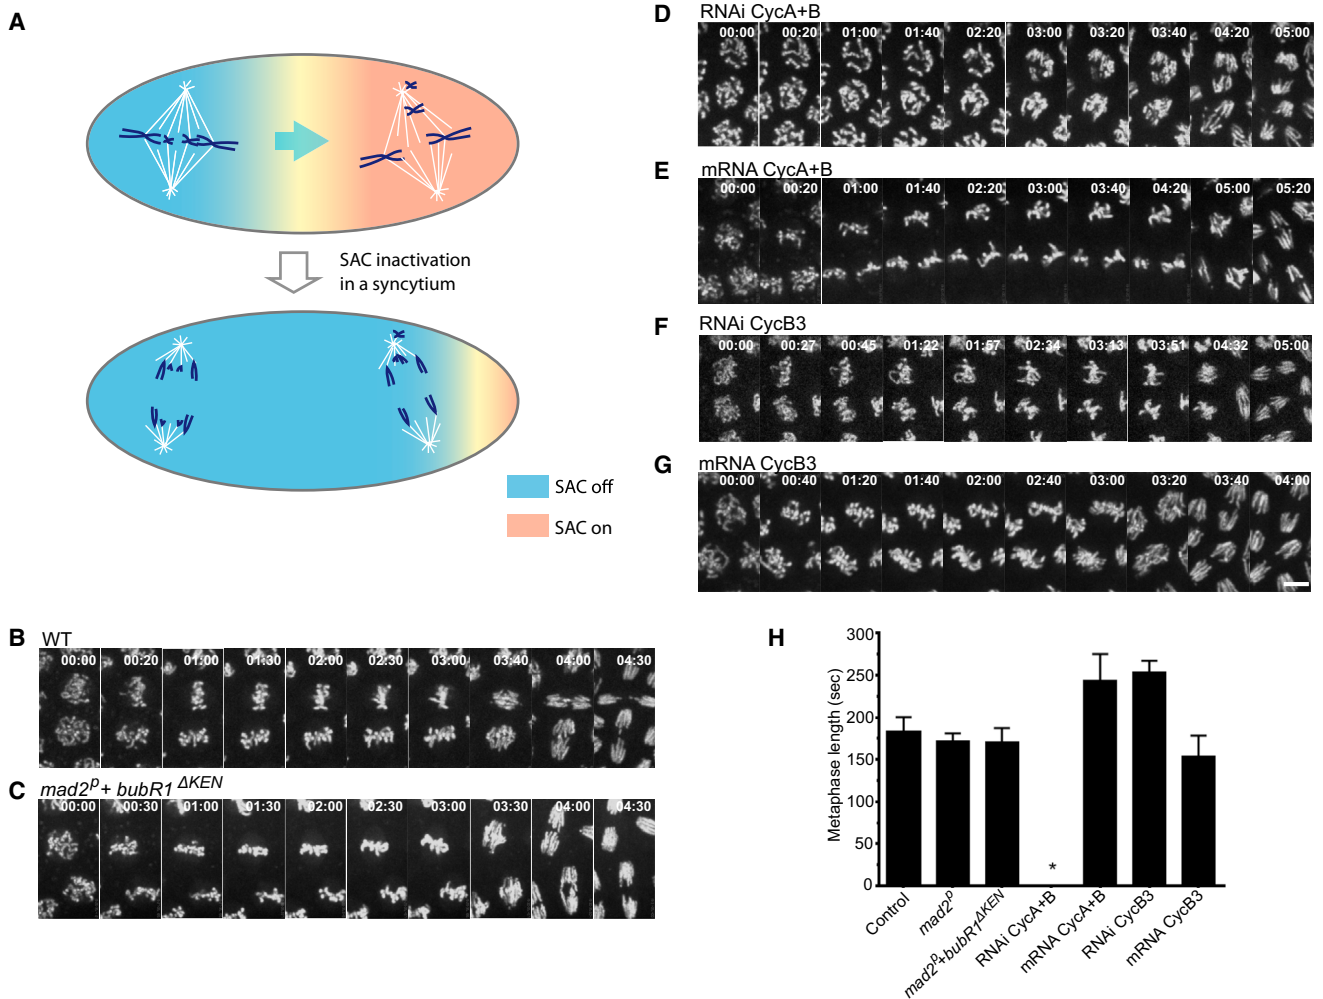 A
SAC inactivation
in a syncytium
SAC off
SAC on
B
WT
00:00 00:20 01:00 01:30 02:00 02:30 03:00 03:40 04:00 04:30
C
mad2p + bubR1 ΔKEN
00:00 00:30 01:00 01:30 02:00 02:30 03:00 03:30 04:00 04:30
D
RNAi CycA+B
00:00 00:20 01:00 01:40 02:20 03:00 03:20 03:40 04:20 05:00
E
mRNA CycA+B
00:00 00:20 01:00 01:40 02:20 03:00 03:40 04:20 05:00 05:20
F
RNAi CycB3
00:00 00:27 00:45 01:22 01:57 02:34 03:13 03:51 04:32 05:00
G
mRNA CycB3
00:00 00:40 01:20 01:40 02:00 02:40 03:00 03:20 03:40 04:00
H
Metaphase length (sec)
300
250
200
150
100
50
0
*
Control
mad2p
mad2p+bubR1ΔKEN
RNAi CycA+B
mRNA CycA+B
RNAi CycB3
mRNA CycB3